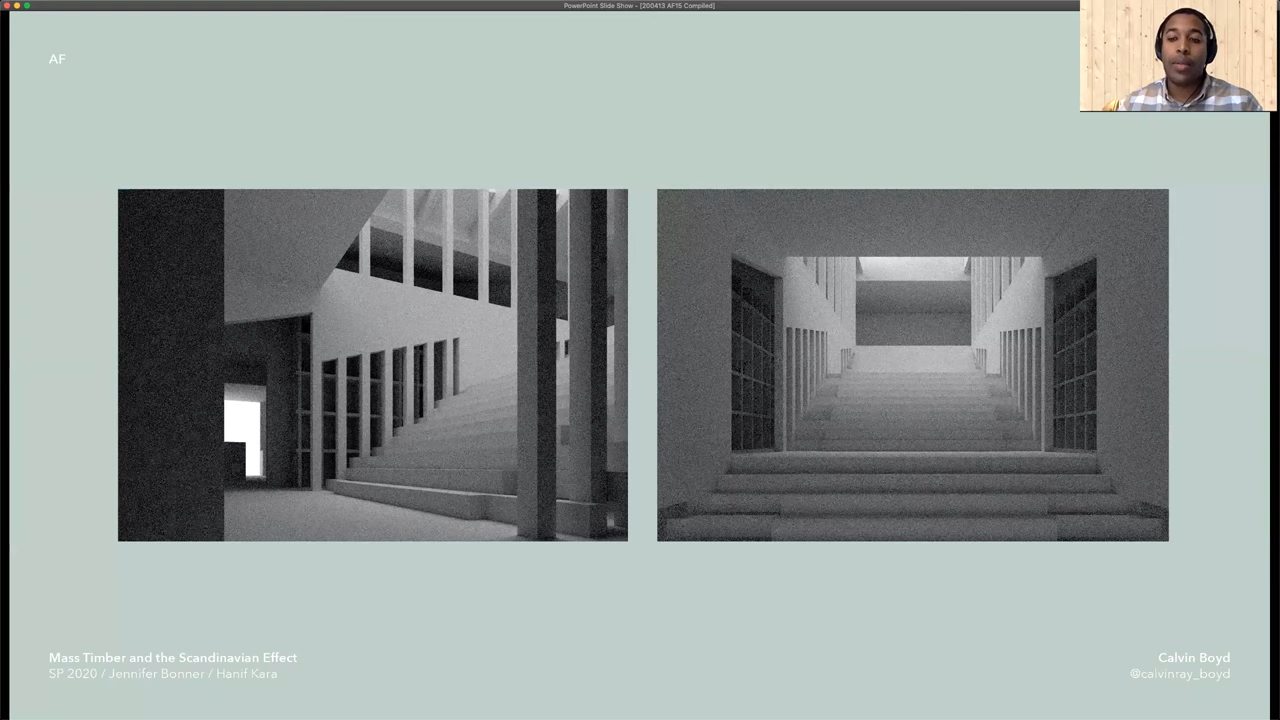 PowerPoint Slide Show - [200413 AF15 Compiled]
AF
Mass Timber and the Scandinavian Effect
SP 2020 / Jennifer Bonner / Hanif Kara
Calvin Boyd
@calvinray_boyd